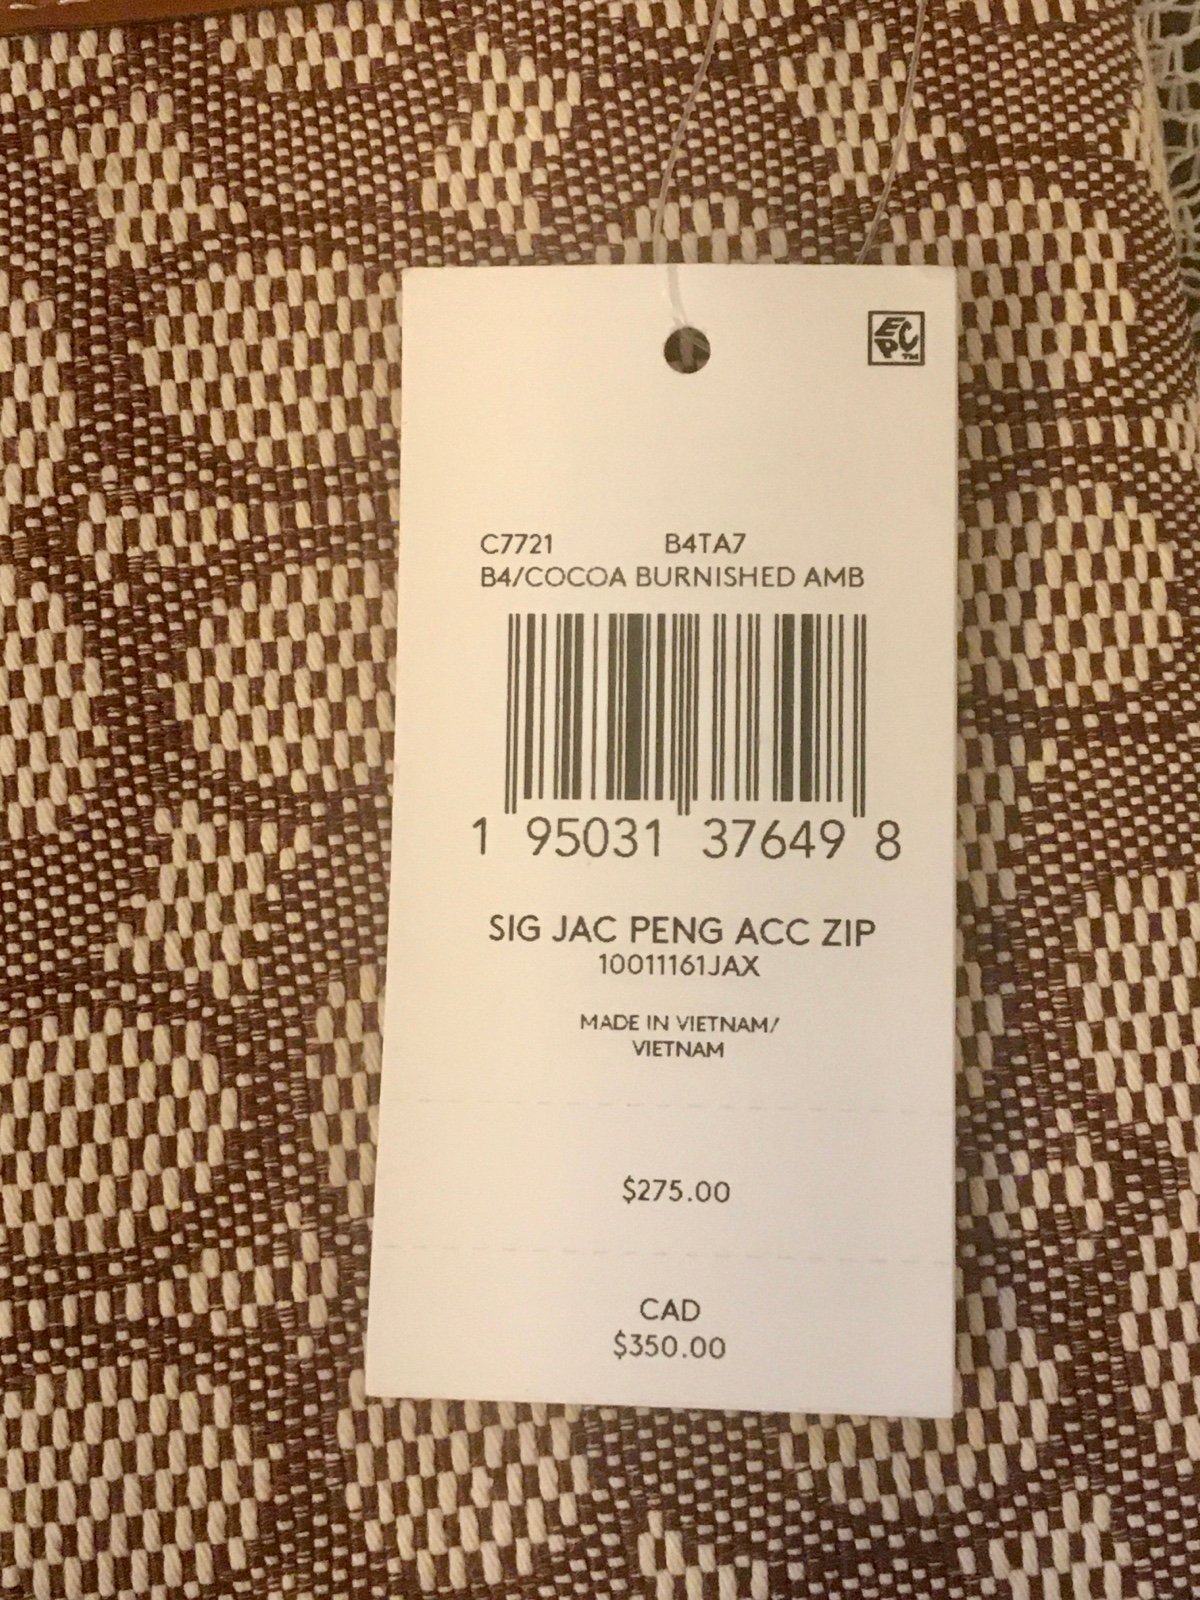 EPC™
C7721 B4TA7
B4/COCOA BURNISHED AMB
1 95031 37649 8
SIG JAC PENG ACC ZIP
10011161JAX
MADE IN VIETNAM/
VIETNAM
$275.00
CAD
$350.00